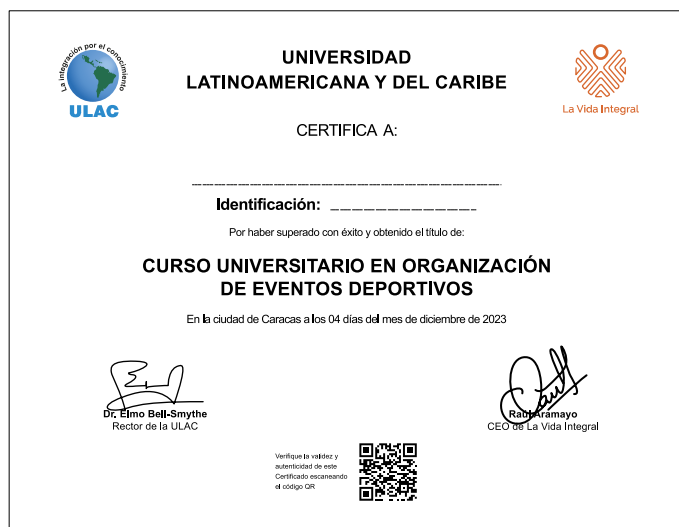 La integración por el conocimiento
ULAC
UNIVERSIDAD
LATINOAMERICANA Y DEL CARIBE
La Vida Integral
CERTIFICA A:
Identificación:
Por haber superado con éxito y obtenido el título de:
CURSO UNIVERSITARIO EN ORGANIZACIÓN
DE EVENTOS DEPORTIVOS
En la ciudad de Caracas a los 04 días del mes de diciembre de 2023
Dr. Elmo Bell-Smythe
Rector de la ULAC
Raúl Aramayo
CEO de La Vida Integral
Verifique la validez y
autenticidad de este
Certificado escaneando
el código QR